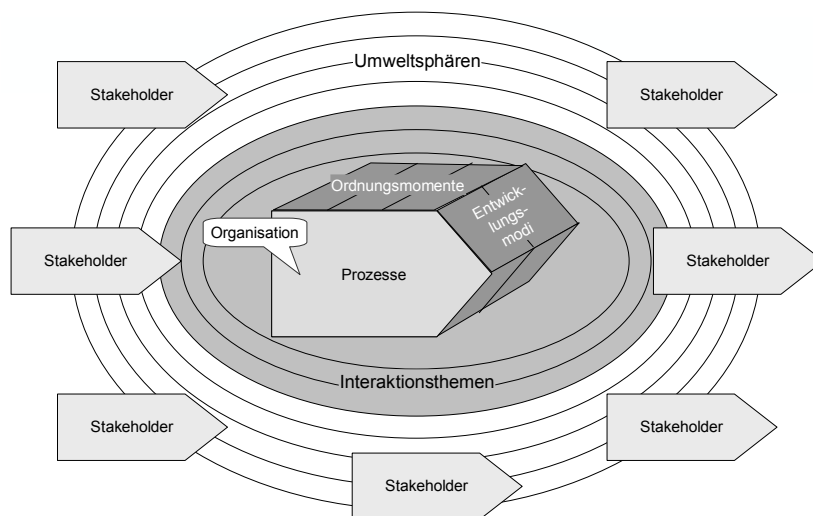 Umweltsphären
Stakeholder
Stakeholder
Ordnungsmomente
Entwick-
lungs-
modi
Organisation
Stakeholder
Prozesse
Stakeholder
Interaktionsthemen
Stakeholder
Stakeholder
Stakeholder